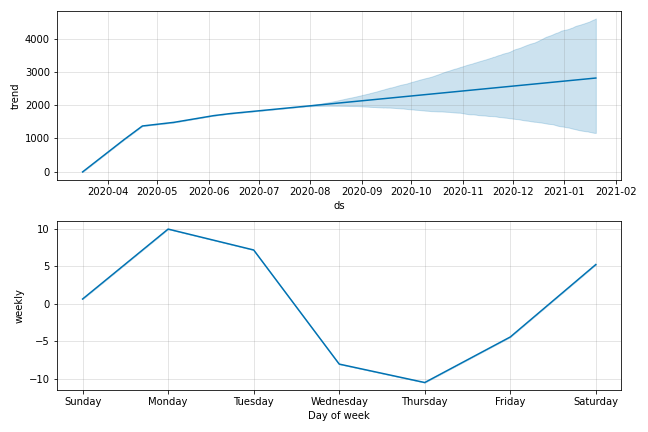 4000
3000
2000
1000
0
trend
2020-04 2020-05 2020-06 2020-07 2020-08 2020-09 2020-10 2020-11 2020-12 2021-01 2021-02
ds
10
5
0
−5
−10
weekly
Sunday Monday Tuesday Wednesday Thursday Friday Saturday
Day of week